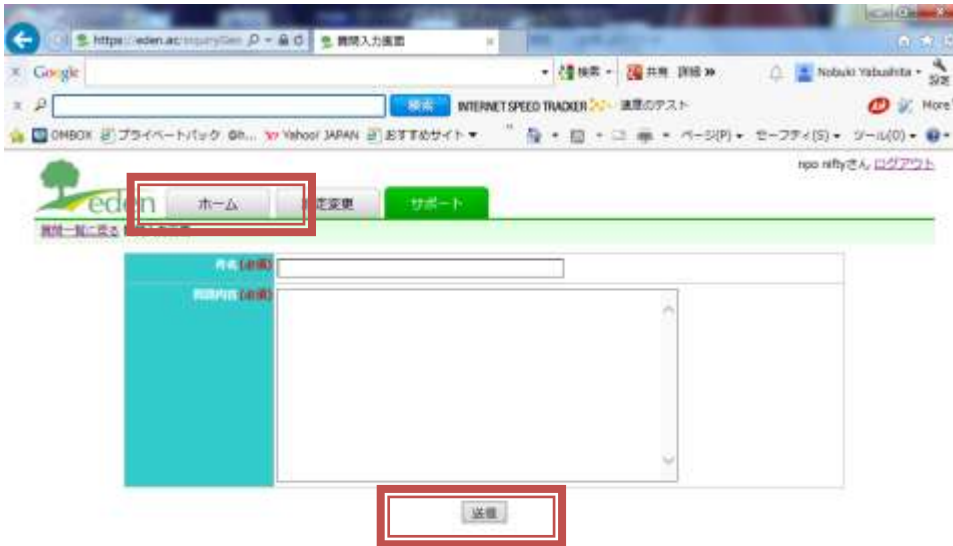 https://eden.ac/inquiryGen
質問入力画面
Google
検索
共有
詳細 »
Nobuki Yabushita
設定
検索
INTERNET SPEED TRACKER
速度のテスト
More
OMBOX
プライベートパック
Yahoo! JAPAN
おすすめサイト
ページ(P)
セーフティ(S)
ツール(O)
npo niftyさん ログアウト
eden
ホーム
定変更
サポート
質問一覧に戻る
件名(必須)
質問内容(必須)
送信